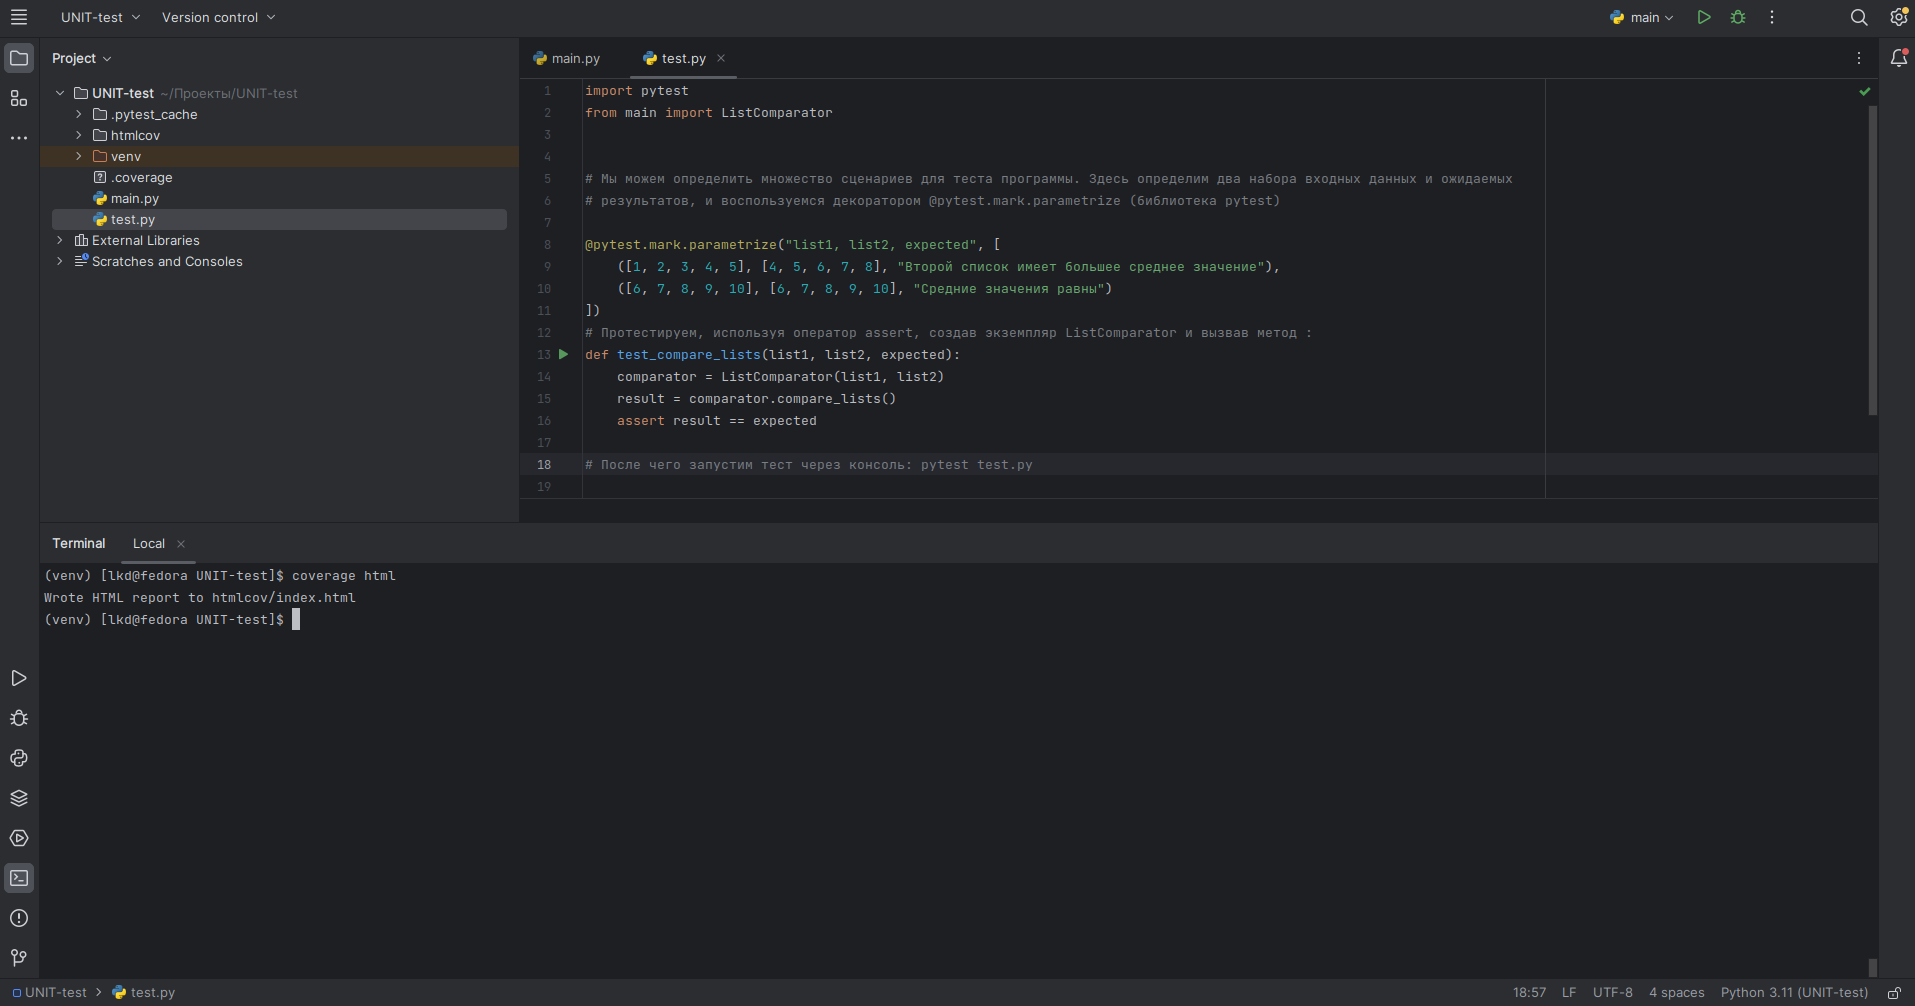 UNIT-test Version control main
Project
main.py test.py
UNIT-test ~/Проекты/UNIT-test
.pytest_cache
htmlcov
venv
.coverage
main.py
test.py
External Libraries
Scratches and Consoles
1 import pytest
2 from main import ListComparator
3
4
5 # Мы можем определить множество сценариев для теста программы. Здесь определим два набора входных данных и ожидаемых
6 # результатов, и воспользуемся декоратором @pytest.mark.parametrize (библиотека pytest)
7
8 @pytest.mark.parametrize("list1, list2, expected", [
9 ([1, 2, 3, 4, 5], [4, 5, 6, 7, 8], "Второй список имеет большее среднее значение"),
10 ([6, 7, 8, 9, 10], [6, 7, 8, 9, 10], "Средние значения равны")
11 ])
12 # Протестируем, используя оператор assert, создав экземпляр ListComparator и вызвав метод :
13 def test_compare_lists(list1, list2, expected):
14 comparator = ListComparator(list1, list2)
15 result = comparator.compare_lists()
16 assert result == expected
17
18 # После чего запустим тест через консоль: pytest test.py
19
Terminal Local
(venv) [lkd@fedora UNIT-test]$ coverage html
Wrote HTML report to htmlcov/index.html
(venv) [lkd@fedora UNIT-test]$
UNIT-test test.py 18:57 LF UTF-8 4 spaces Python 3.11 (UNIT-test)